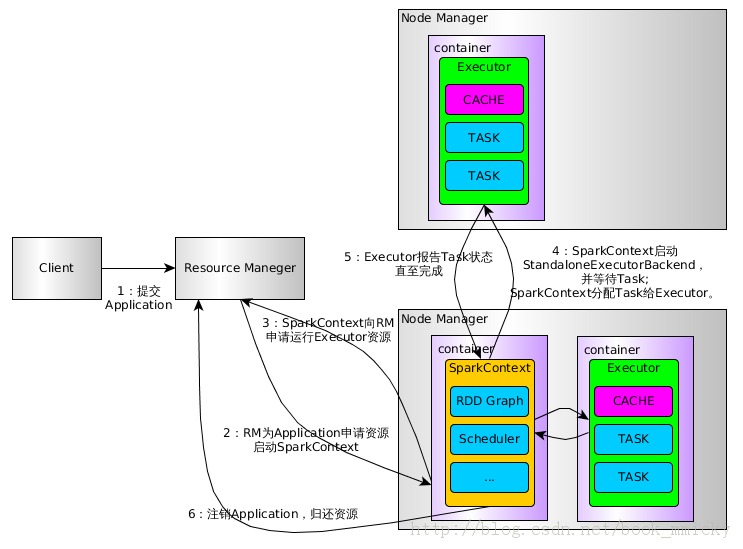 Node Manager
container
Executor
CACHE
TASK
TASK
Client
Resource Maneger
1：提交
Application
5：Executor报告Task状态
直至完成
4：SparkContext启动
StandaloneExecutorBackend，
并等待Task;
SparkContext分配Task给Executor。
3：SparkContext向RM
申请运行Executor资源
2：RM为Application申请资源
启动SparkContext
6：注销Application，归还资源
Node Manager
container
SparkContext
RDD Graph
Scheduler
...
container
Executor
CACHE
TASK
TASK
http://blog.csdn.net/book_mmicky